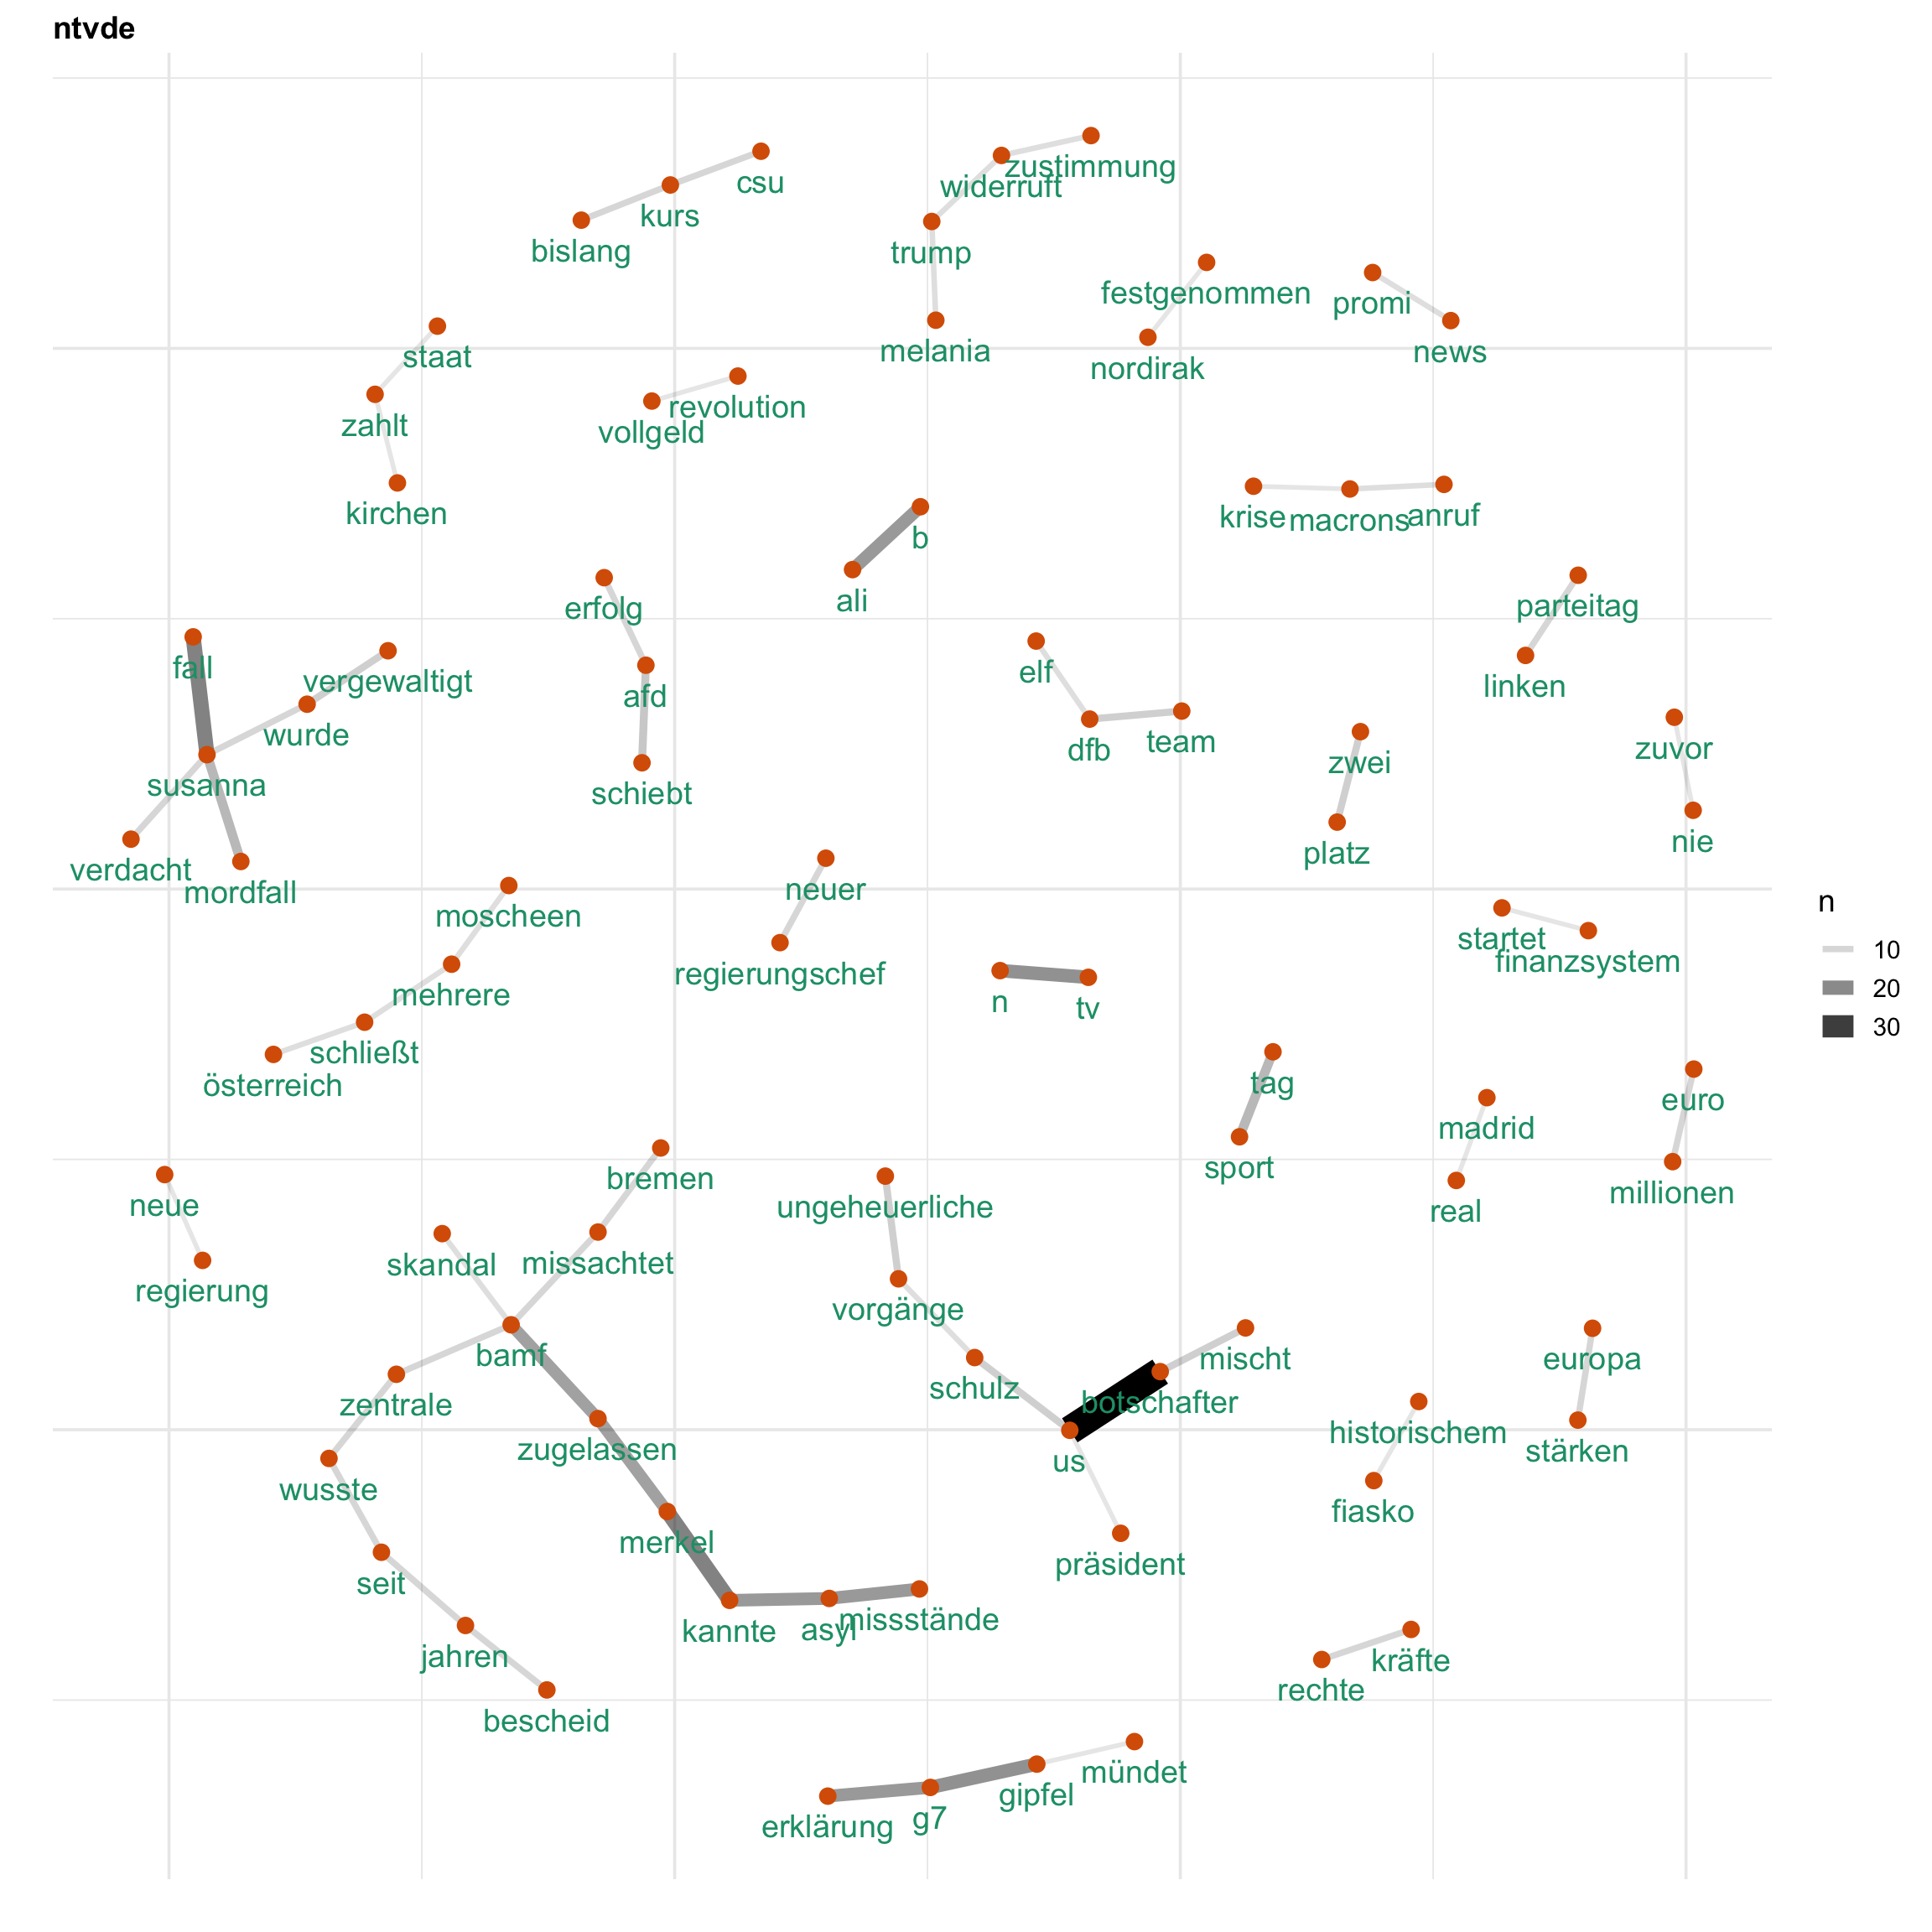 ntvde
csu
kurs
bislang
zustimmung
widerruft
trump
melania
festgenommen
nordirak
promi
news
staat
zahlt
kirchen
revolution
vollgeld
b
ali
krise
macrons
anruf
erfolg
afd
schiebt
parteitag
linken
fall
vergewaltigt
wurde
susanna
verdacht
mordfall
elf
dfb
team
zwei
platz
zuvor
nie
moscheen
mehrere
schließt
österreich
neuer
regierungschef
n
tv
startet
finanzsystem
n
10
20
30
tag
sport
madrid
real
euro
millionen
neue
regierung
bremen
missachtet
skandal
bamf
zentrale
zugelassen
wusste
merkel
seit
kannte
asyl
missstände
jahren
bescheid
ungeheuerliche
vorgänge
schulz
mischt
botschafter
us
präsident
europa
stärken
historischem
fiasko
kräfte
rechte
mündet
gipfel
g7
erklärung